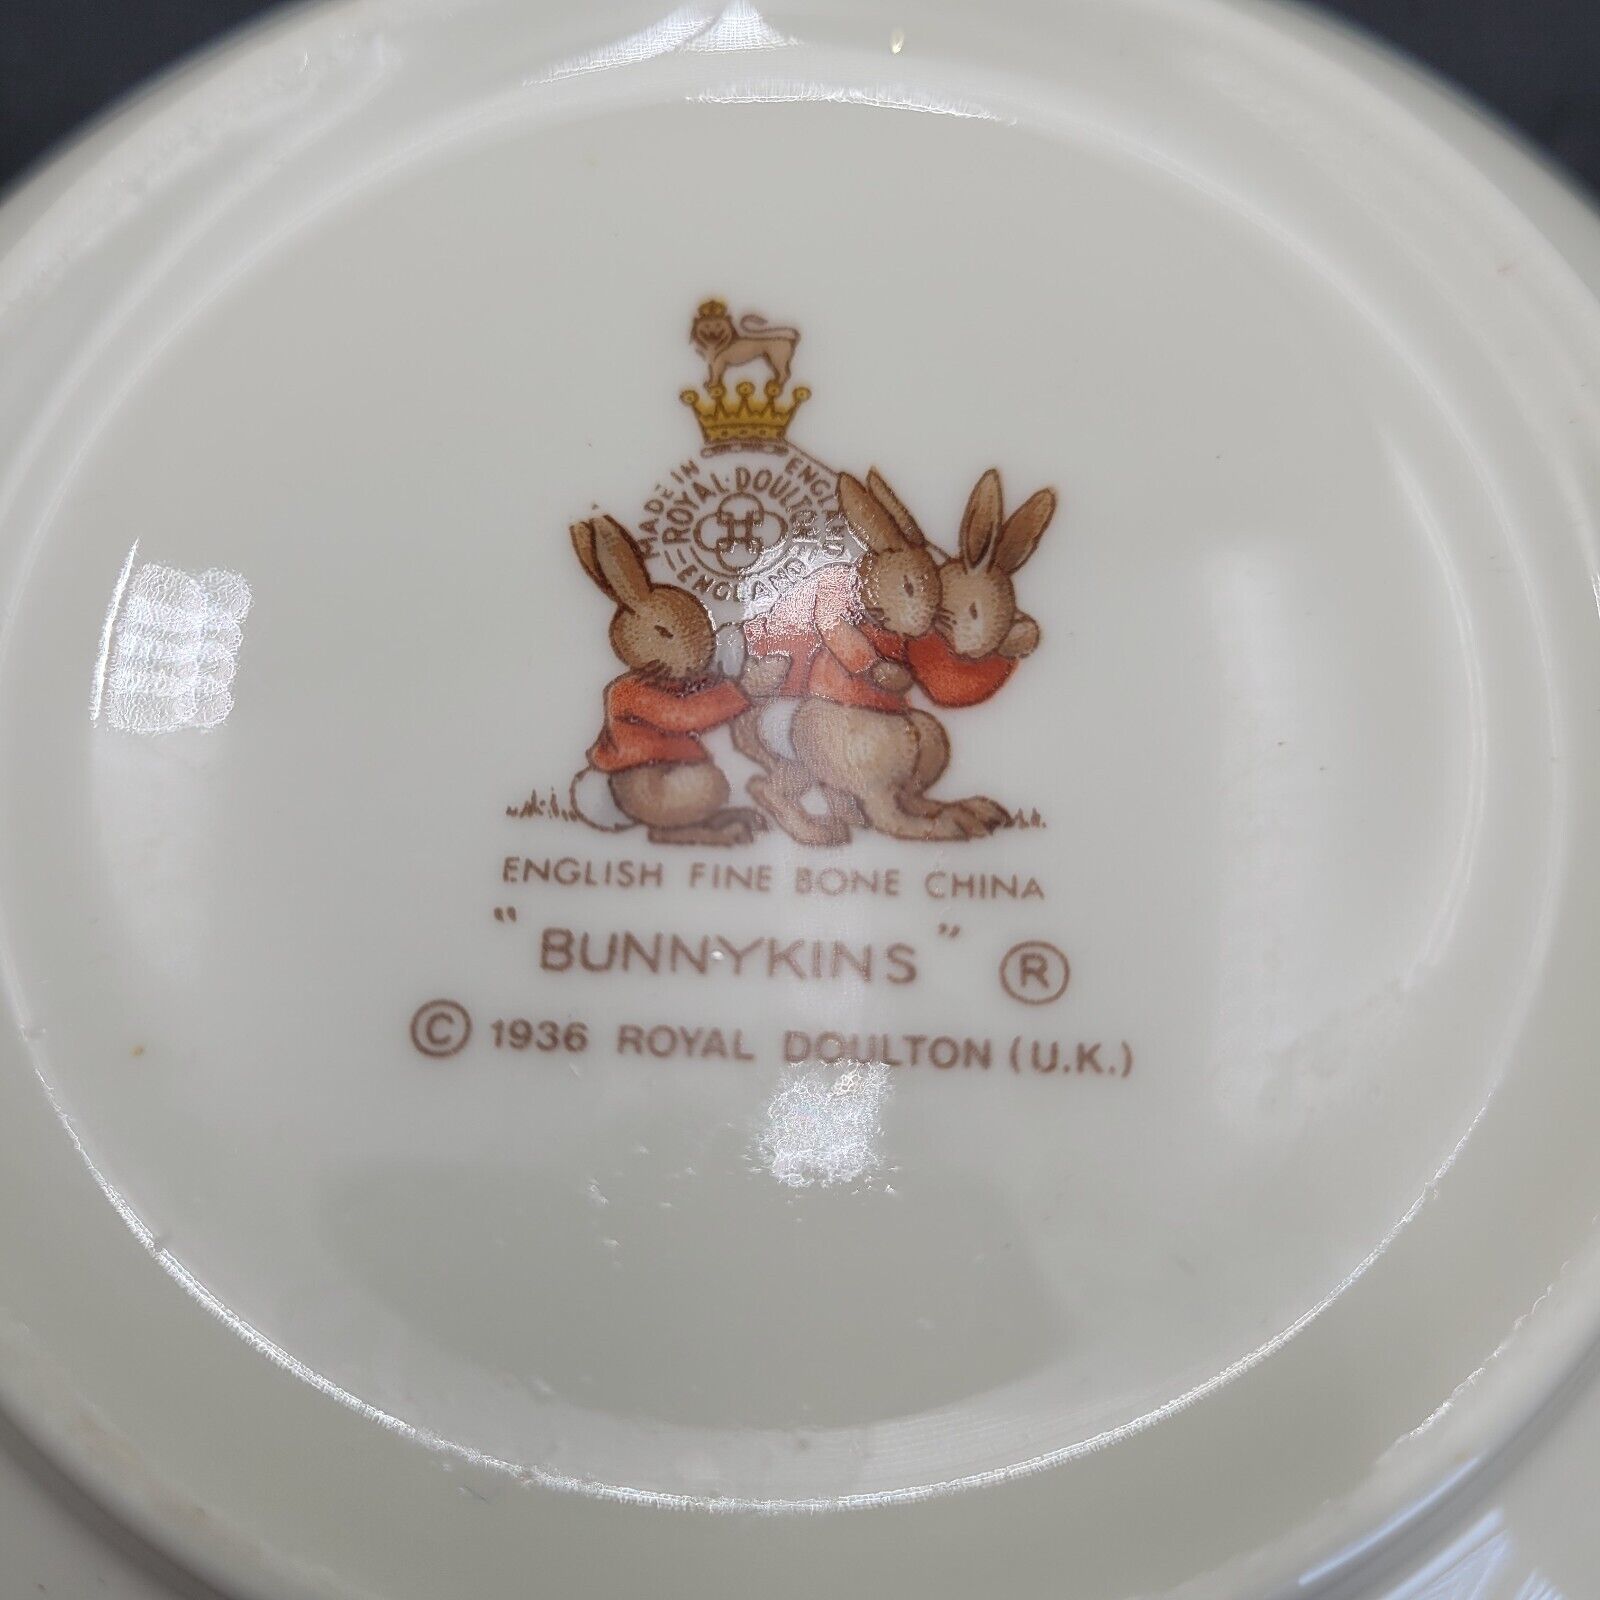 MADE IN ENGLAND
ROYAL·DOULTON
ENGLAND
ENGLISH FINE BONE CHINA
"BUNNYKINS" ®
© 1936 ROYAL DOULTON (U.K.)